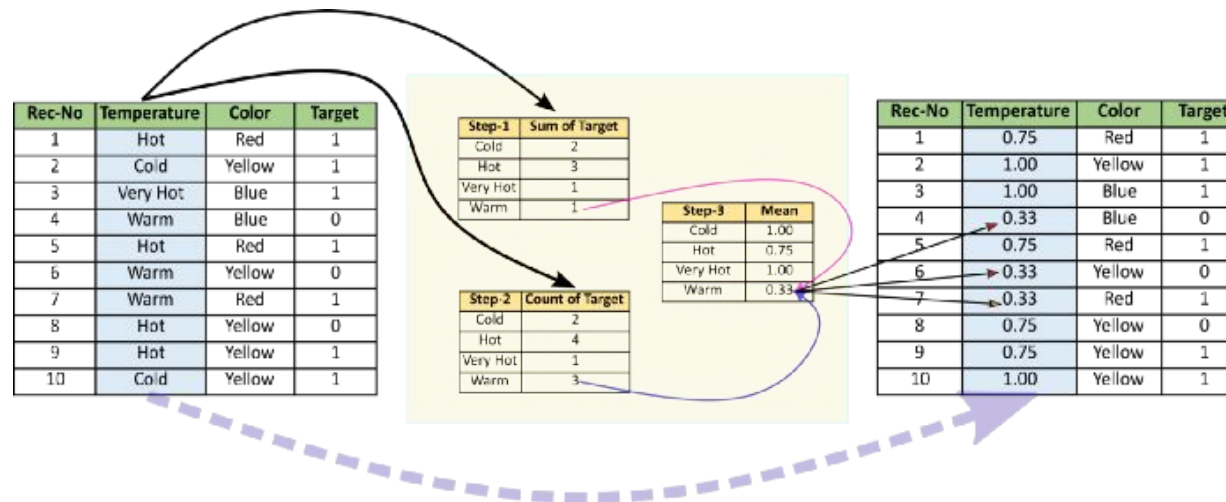 Rec-No Temperature Color Target
1 Hot Red 1
2 Cold Yellow 1
3 Very Hot Blue 1
4 Warm Blue 0
5 Hot Red 1
6 Warm Yellow 0
7 Warm Red 1
8 Hot Yellow 0
9 Hot Yellow 1
10 Cold Yellow 1
Step-1 Sum of Target
Cold 2
Hot 3
Very Hot 1
Warm 1
Step-2 Count of Target
Cold 2
Hot 4
Very Hot 1
Warm 3
Step-3 Mean
Cold 1.00
Hot 0.75
Very Hot 1.00
Warm 0.33
Rec-No Temperature Color Target
1 0.75 Red 1
2 1.00 Yellow 1
3 1.00 Blue 1
4 0.33 Blue 0
5 0.75 Red 1
6 0.33 Yellow 0
7 0.33 Red 1
8 0.75 Yellow 0
9 0.75 Yellow 1
10 1.00 Yellow 1